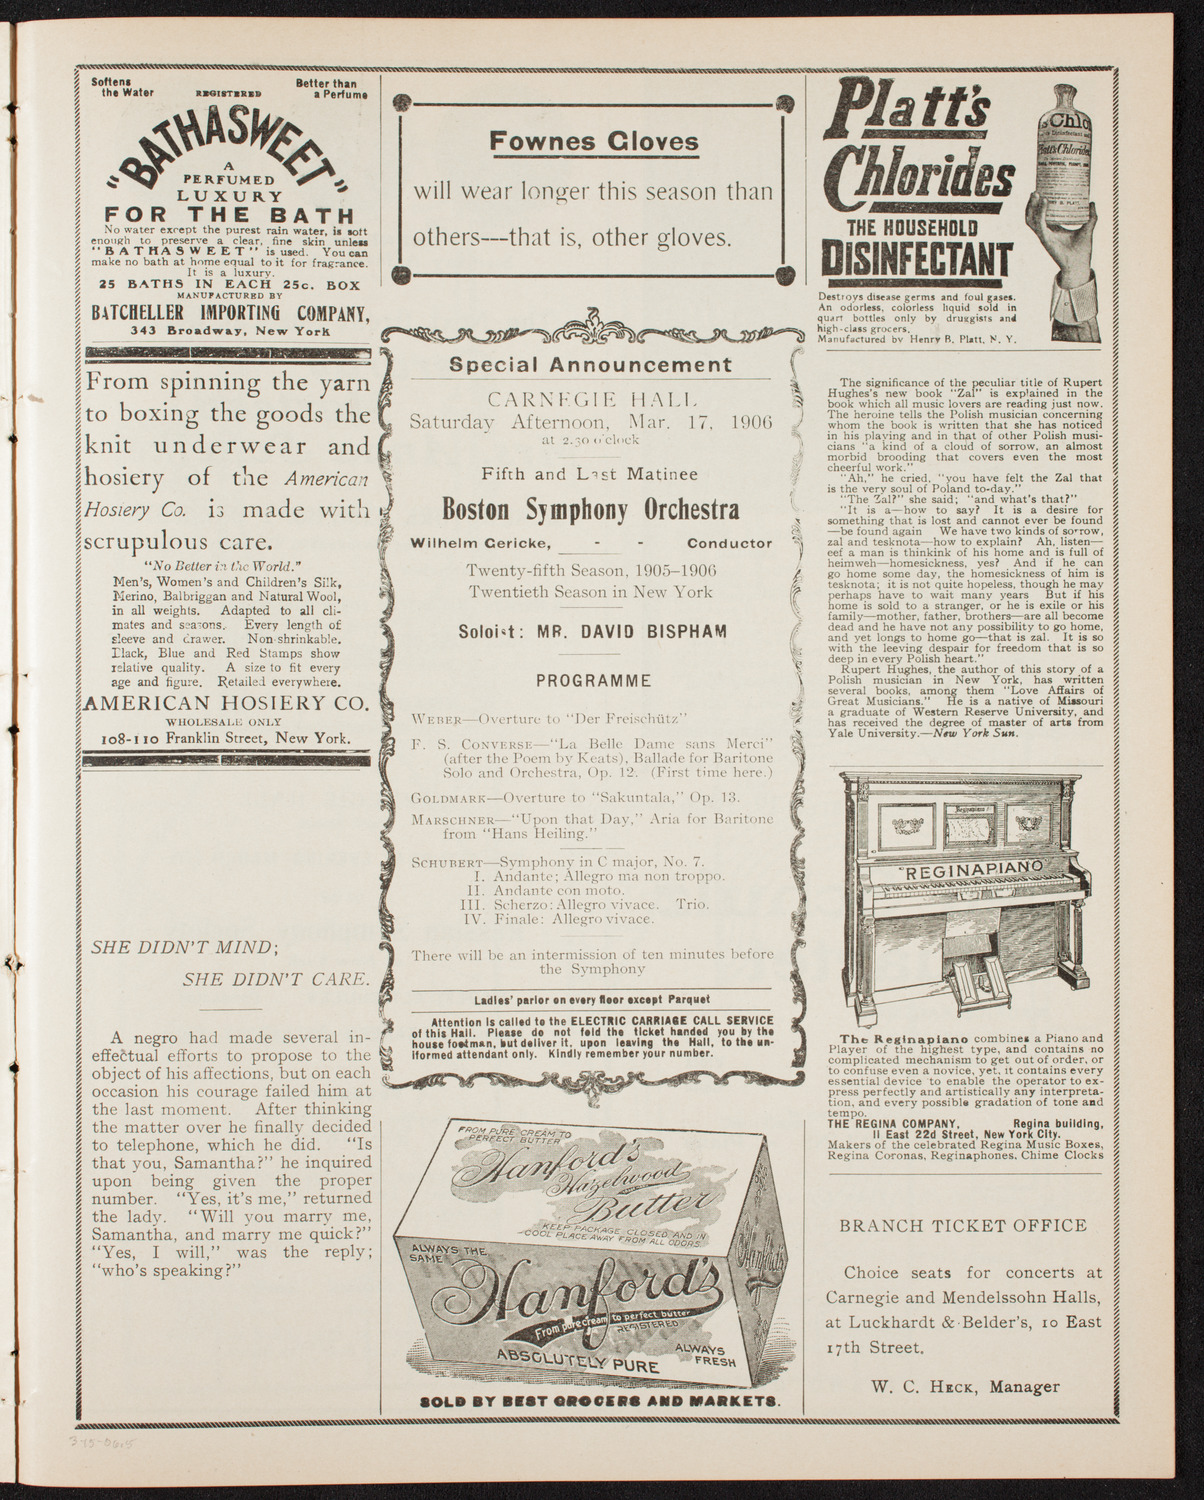 Softens
the Water
REGISTERED
Better than
a Perfume
"BATHASWEET"
A
PERFUMED
LUXURY
FOR THE BATH
No water except the purest rain water, is soft
enough to preserve a clear, fine skin unless
"BATHASWEET" is used. You can
make no bath at home equal to it for fragrance.
It is a luxury.
25 BATHS IN EACH 25c. BOX
MANUFACTURED BY
BATCHELLER IMPORTING COMPANY,
343 Broadway, New York
From spinning the yarn
to boxing the goods the
knit underwear and
hosiery of the American
Hosiery Co. is made with
scrupulous care.
"No Better in the World."
Men's, Women's and Children's Silk,
Merino, Balbriggan and Natural Wool,
in all weights. Adapted to all cli-
mates and seasons. Every length of
sleeve and drawer. Non-shrinkable.
Black, Blue and Red Stamps show
relative quality. A size to fit every
age and figure. Retailed everywhere.
AMERICAN HOSIERY CO.
WHOLESALE ONLY
108-110 Franklin Street, New York.
SHE DIDN'T MIND;
SHE DIDN'T CARE.
A negro had made several in-
effectual efforts to propose to the
object of his affections, but on each
occasion his courage failed him at
the last moment. After thinking
the matter over he finally decided
to telephone, which he did. "Is
that you, Samantha?" he inquired
upon being given the proper
number. "Yes, it's me," returned
the lady. "Will you marry me,
Samantha, and marry me quick?"
"Yes, I will," was the reply;
"who's speaking?"
Fownes Gloves
will wear longer this season than
others---that is, other gloves.
Special Announcement
CARNEGIE HALL
Saturday Afternoon, Mar. 17, 1906
at 2.30 o'clock
Fifth and Last Matinee
Boston Symphony Orchestra
Wilhelm Gericke, - - Conductor
Twenty-fifth Season, 1905–1906
Twentieth Season in New York
Soloist: MR. DAVID BISPHAM
PROGRAMME
WEBER—Overture to "Der Freischütz"
F. S. CONVERSE—"La Belle Dame sans Merci"
(after the Poem by Keats), Ballade for Baritone
Solo and Orchestra, Op. 12. (First time here.)
GOLDMARK—Overture to "Sakuntala," Op. 13.
MARSCHNER—"Upon that Day," Aria for Baritone
from "Hans Heiling."
SCHUBERT—Symphony in C major, No. 7.
I. Andante; Allegro ma non troppo.
II. Andante con moto.
III. Scherzo: Allegro vivace. Trio.
IV. Finale: Allegro vivace.
There will be an intermission of ten minutes before
the Symphony
Ladies' parlor on every floor except Parquet
Attention is called to the ELECTRIC CARRIAGE CALL SERVICE
of this Hall. Please do not fold the ticket handed you by the
house footman, but deliver it, upon leaving the Hall, to the un-
iformed attendant only. Kindly remember your number.
FROM PURE CREAM TO
PERFECT BUTTER
Hanford's
Hazelwood
Butter
KEEP PACKAGE CLOSED AND IN
COOL PLACE AWAY FROM ALL ODORS
ALWAYS THE
SAME
Hanford's
From pure cream to perfect butter
REGISTERED
ABSOLUTELY PURE
ALWAYS
FRESH
Hanford's
SOLD BY BEST GROCERS AND MARKETS.
Platt's
Chlorides
THE HOUSEHOLD
DISINFECTANT
Destroys disease germs and foul gases.
An odorless, colorless liquid sold in
quart bottles only by druggists and
high-class grocers.
Manufactured by Henry B. Platt, N. Y.
The significance of the peculiar title of Rupert
Hughes's new book "Zal" is explained in the
book which all music lovers are reading just now.
The heroine tells the Polish musician concerning
whom the book is written that she has noticed
in his playing and in that of other Polish musi-
cians "a kind of a cloud of sorrow, an almost
morbid brooding that covers even the most
cheerful work."
"Ah," he cried, "you have felt the Zal that
is the very soul of Poland to-day."
"The Zal?" she said; "and what's that?"
"It is a—how to say? It is a desire for
something that is lost and cannot ever be found
—be found again We have two kinds of sorrow,
zal and tesknota—how to explain? Ah, listen—
eef a man is thinkink of his home and is full of
heimweh—homesickness, yes? And if he can
go home some day, the homesickness of him is
tesknota; it is not quite hopeless, though he may
perhaps have to wait many years But if his
home is sold to a stranger, or he is exile or his
family—mother, father, brothers—are all become
dead and he have not any possibility to go home,
and yet longs to home go—that is zal. It is so
with the leeving despair for freedom that is so
deep in every Polish heart."
Rupert Hughes, the author of this story of a
Polish musician in New York, has written
several books, among them "Love Affairs of
Great Musicians." He is a native of Missouri
a graduate of Western Reserve University, and
has received the degree of master of arts from
Yale University.—New York Sun.
Reginapiano
"REGINAPIANO"
The Reginapiano combines a Piano and
Player of the highest type, and contains no
complicated mechanism to get out of order, or
to confuse even a novice, yet, it contains every
essential device to enable the operator to ex-
press perfectly and artistically any interpreta-
tion, and every possible gradation of tone and
tempo.
THE REGINA COMPANY, Regina building,
11 East 22d Street, New York City.
Makers of the celebrated Regina Music Boxes,
Regina Coronas, Reginaphones, Chime Clocks
BRANCH TICKET OFFICE
Choice seats for concerts at
Carnegie and Mendelssohn Halls,
at Luckhardt & Belder's, 10 East
17th Street.
W. C. HECK, Manager